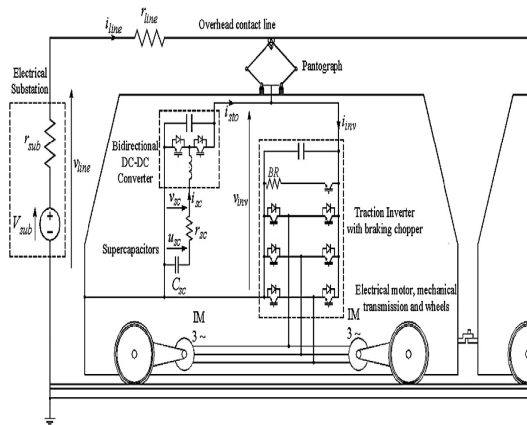 i_line
r_line
Overhead contact line
Pantograph
Electrical
Substation
r_sub
V_sub
v_line
Bidirectional
DC-DC
Converter
i_sto
i_inv
v_sc
i_sc
r_sc
Supercapacitors
u_sc
C_sc
v_inv
BR
Traction Inverter
with braking chopper
Electrical motor, mechanical
transmission and wheels
IM
3 ~
IM
3 ~